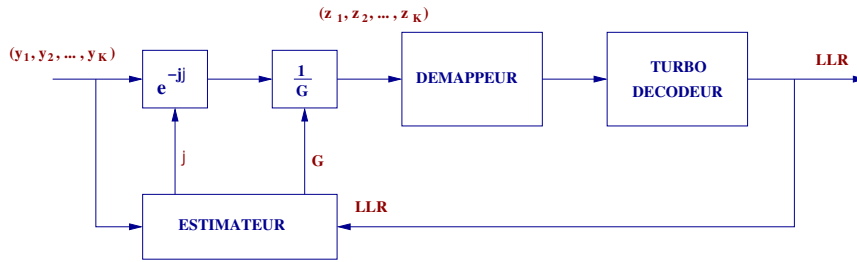 (z 1, z 2, ... , z K)
(y1, y2, ... , yK)
e-jj
1
G
DEMAPPEUR
TURBO
DECODEUR
LLR
j
G
LLR
ESTIMATEUR